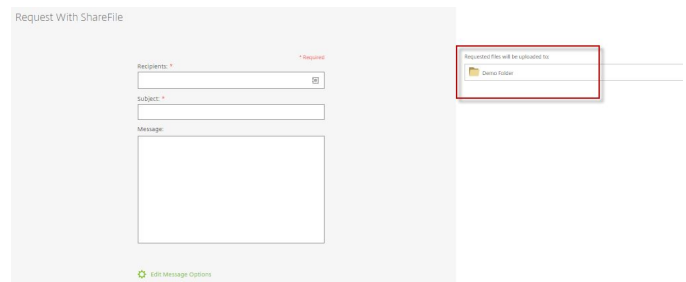 Request With ShareFile
* Required
Recipients: *
Subject: *
Message:
Edit Message Options
Requested files will be uploaded to:
Demo Folder